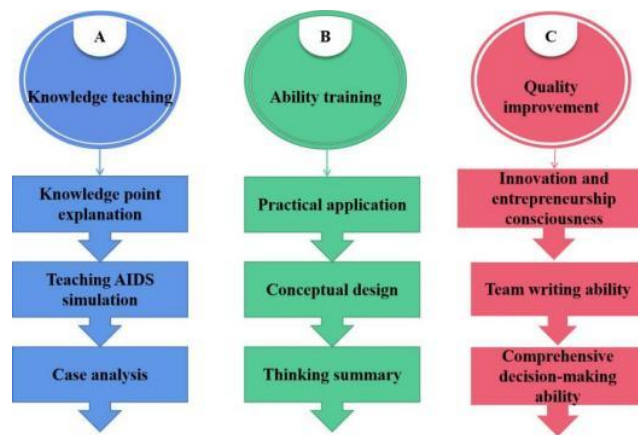 A
Knowledge teaching
Knowledge point
explanation
Teaching AIDS
simulation
Case analysis
B
Ability training
Practical application
Conceptual design
Thinking summary
C
Quality
improvement
Innovation and
entrepreneurship
consciousness
Team writing ability
Comprehensive
decision-making
ability